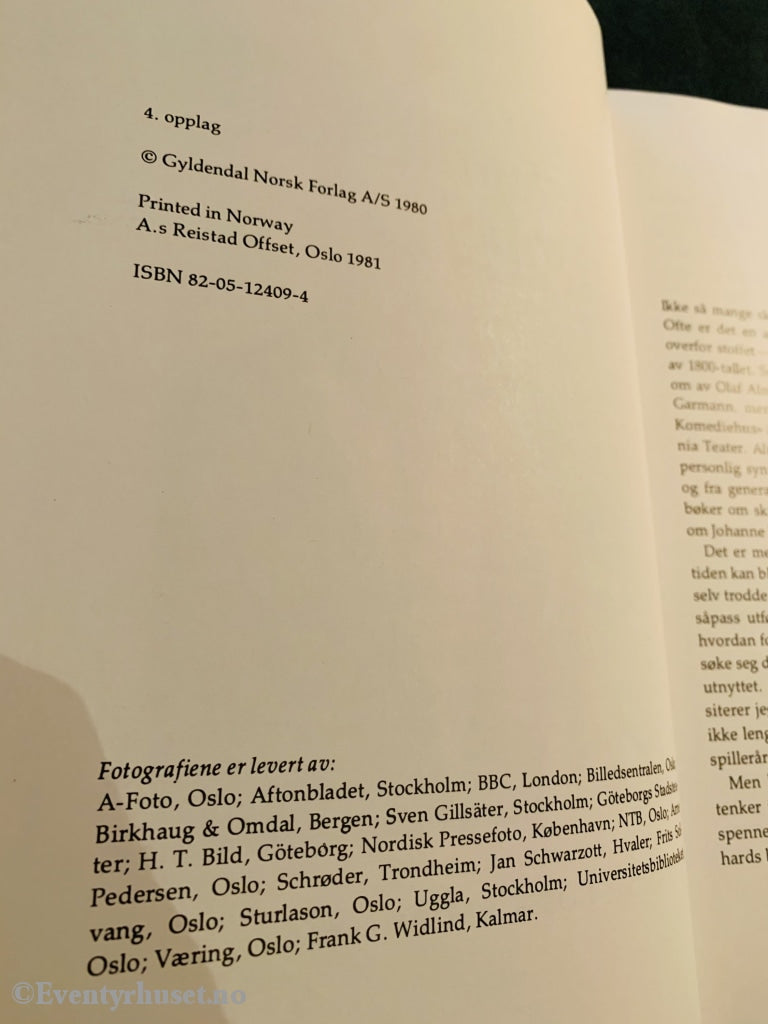 4. opplag
© Gyldendal Norsk Forlag A/S 1980
Printed in Norway
A.s Reistad Offset, Oslo 1981
ISBN 82-05-12409-4
Fotografiene er levert av:
A-Foto, Oslo; Aftonbladet, Stockholm; BBC, London; Billedsentralen,
Birkhaug & Omdal, Bergen; Sven Gillsäter, Stockholm; Göteborgs
ter; H. T. Bild, Göteborg; Nordisk Pressefoto, København; NTB, Oslo;
Pedersen, Oslo; Schrøder, Trondheim; Jan Schwarzott, Hvaler; Frits
vang, Oslo; Sturlason, Oslo; Uggla, Stockholm;
Oslo; Væring, Oslo; Frank G. Widlind, Kalmar.
Ikke så mange
Ofte er det en
overfor stoffet
av 1800-tallet.
om av Olaf
Garmann, mer
Komediehus»
nia Teater.
personlig syn
og fra
bøker om
om Johanne
Det er
tiden kan
selv trodde
såpass
hvordan
søke seg
utnyttet.
siterer
ikke
Men
tenker
©Eventyrhuset.no